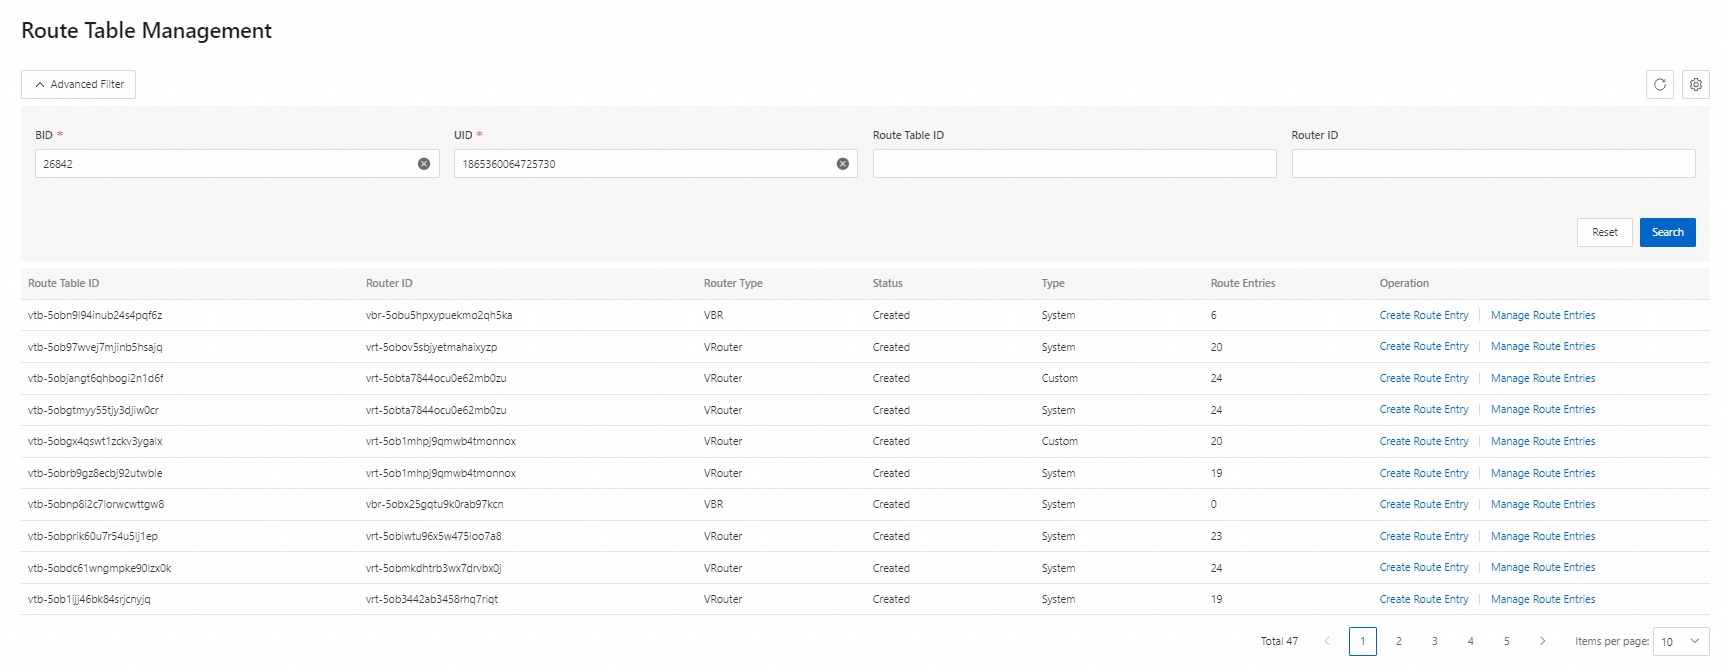 Route Table Management
Advanced Filter
BID * UID * Route Table ID Router ID
26842 1865360064725730
Reset Search
Route Table ID Router ID Router Type Status Type Route Entries Operation
vtb-5obn9l94inub24s4pqf6z vbr-5obu5hpxypuekmo2qh5ka VBR Created System 6 Create Route Entry | Manage Route Entries
vtb-5ob97wvej7mjinb5hsajq vrt-5obov5sbjyetmahaixyzp VRouter Created System 20 Create Route Entry | Manage Route Entries
vtb-5objangt6qhbogi2n1d6f vrt-5obta7844ocu0e62mb0zu VRouter Created Custom 24 Create Route Entry | Manage Route Entries
vtb-5obgtmyy55tjy3djiw0cr vrt-5obta7844ocu0e62mb0zu VRouter Created System 24 Create Route Entry | Manage Route Entries
vtb-5obgx4qswt1zckv3ygalx vrt-5ob1mhpj9qmwb4tmonnox VRouter Created Custom 20 Create Route Entry | Manage Route Entries
vtb-5obrb9gz8ecbj92utwble vrt-5ob1mhpj9qmwb4tmonnox VRouter Created System 19 Create Route Entry | Manage Route Entries
vtb-5obnp8i2c7lorwcwttgw8 vbr-5obx25gqtu9k0rab97kcn VBR Created System 0 Create Route Entry | Manage Route Entries
vtb-5obprik60u7r54u5lj1ep vrt-5obiwtu96x5w475loo7a8 VRouter Created System 23 Create Route Entry | Manage Route Entries
vtb-5obdc61wngmpke90lzx0k vrt-5obmkdhtrb3wx7drvbx0j VRouter Created System 24 Create Route Entry | Manage Route Entries
vtb-5ob1ijj46bk84srjcnyjq vrt-5ob3442ab3458rhq7riqt VRouter Created System 19 Create Route Entry | Manage Route Entries
Total 47 1 2 3 4 5 Items per page: 10